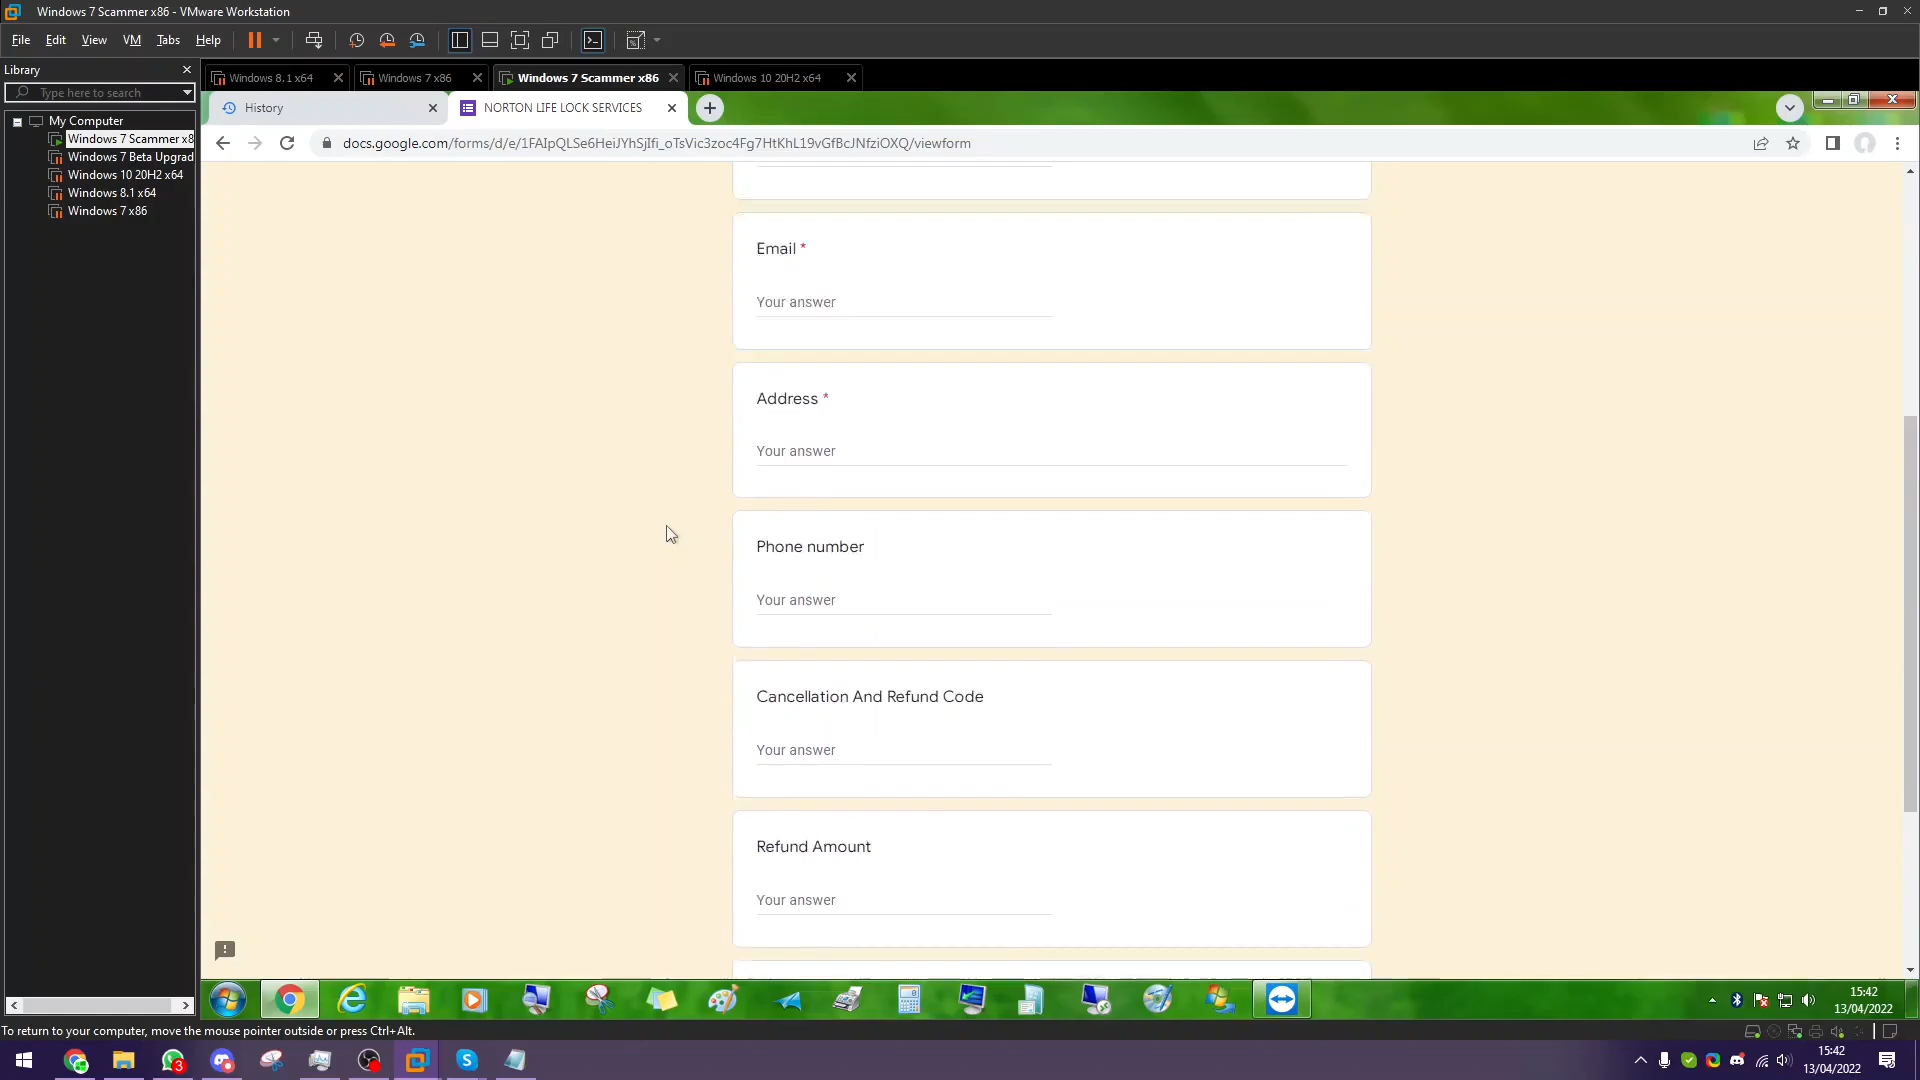 Windows 7 Scammer x86 - VMware Workstation
File Edit View VM Tabs Help
Library
Type here to search
My Computer
Windows 7 Scammer x8
Windows 7 Beta Upgrad
Windows 10 20H2 x64
Windows 8.1 x64
Windows 7 x86
Windows 8.1 x64
Windows 7 x86
Windows 7 Scammer x86
Windows 10 20H2 x64
History
NORTON LIFE LOCK SERVICES
docs.google.com/forms/d/e/1FAIpQLSe6HeiJYhSjIfi_oTsVic3zoc4Fg7HtKhL19vGfBcJNfziOXQ/viewform
Email *
Your answer
Address *
Your answer
Phone number
Your answer
Cancellation And Refund Code
Your answer
Refund Amount
Your answer
15:42
13/04/2022
To return to your computer, move the mouse pointer outside or press Ctrl+Alt.
3
15:42
13/04/2022